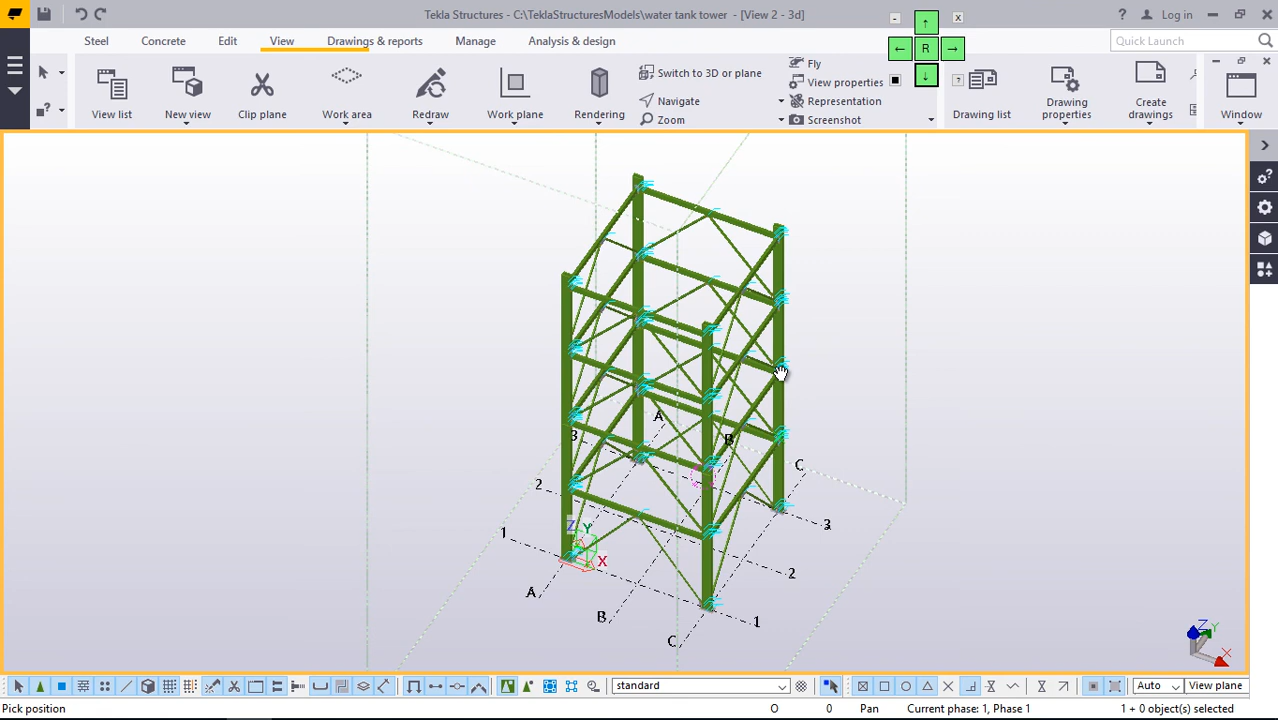 Tekla Structures - C:\TeklaStructuresModels\water tank tower - [View 2 - 3d]
Log in
Steel
Concrete
Edit
View
Drawings & reports
Manage
Analysis & design
R
Quick Launch
View list
New view
Clip plane
Work area
Redraw
Work plane
Rendering
Switch to 3D or plane
Navigate
Zoom
Fly
View properties
Representation
Screenshot
Drawing list
Drawing properties
Create drawings
Window
A
B
C
3
2
1
Z
Y
X
A
B
C
3
2
1
Z
Y
X
standard
Auto
View plane
Pick position
O
0
Pan
Current phase: 1, Phase 1
1 + 0 object(s) selected